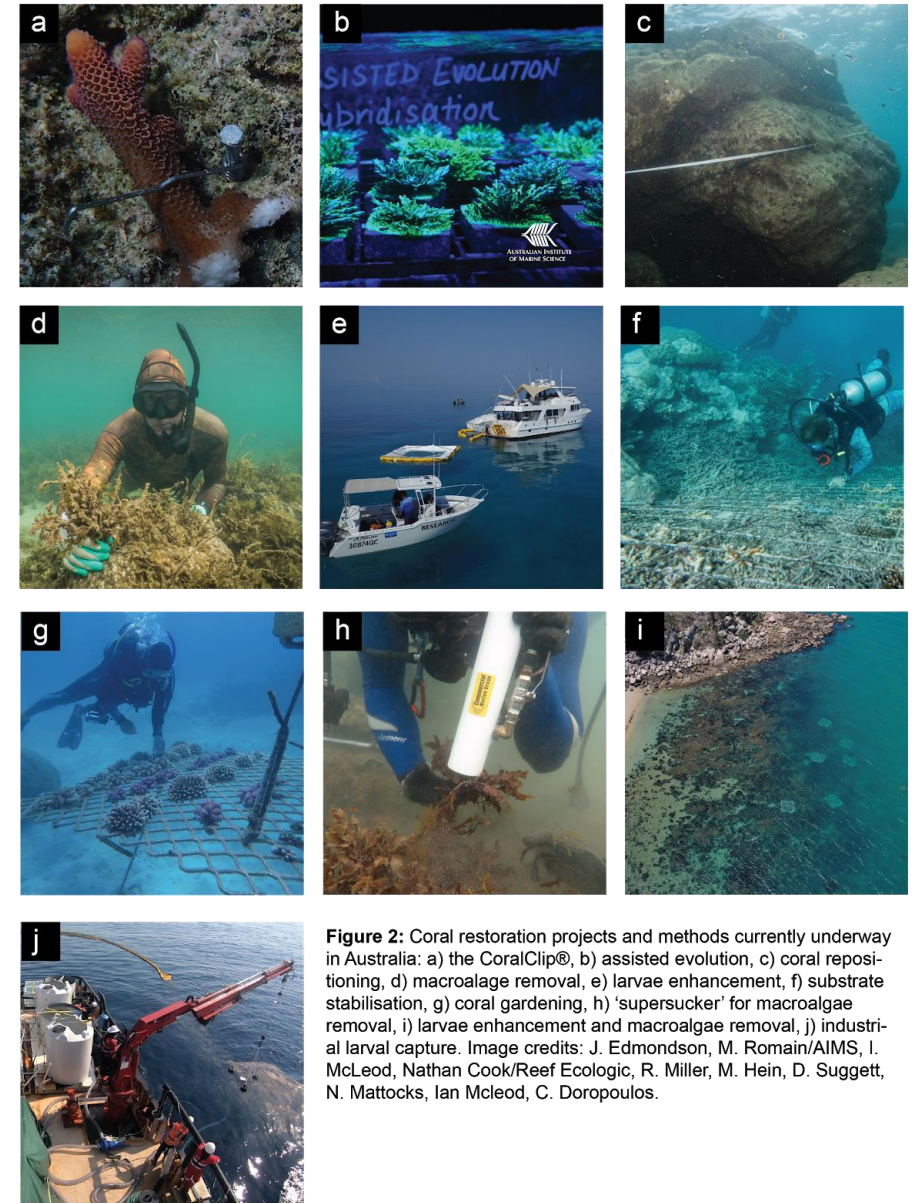 a
b
c
SISTED EVOLUTION
ybridisation
AUSTRALIAN INSTITUTE
OF MARINE SCIENCE
d
e
f
RESEARCH
30874QC
g
h
i
Commercial
element
j
Figure 2: Coral restoration projects and methods currently underway
in Australia: a) the CoralClip®, b) assisted evolution, c) coral reposi-
tioning, d) macroalage removal, e) larvae enhancement, f) substrate
stabilisation, g) coral gardening, h) ‘supersucker’ for macroalgae
removal, i) larvae enhancement and macroalgae removal, j) industri-
al larval capture. Image credits: J. Edmondson, M. Romain/AIMS, I.
McLeod, Nathan Cook/Reef Ecologic, R. Miller, M. Hein, D. Suggett,
N. Mattocks, Ian Mcleod, C. Doropoulos.